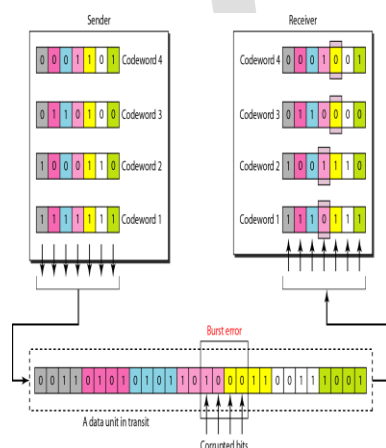 Sender
Receiver
0 0 0 1 1 0 1 Codeword 4
Codeword 4 0 0 0 1 0 0 1
0 1 1 0 1 0 0 Codeword 3
Codeword 3 0 1 1 0 0 0 0
1 0 0 0 1 1 0 Codeword 2
Codeword 2 1 0 0 1 1 1 0
1 1 1 1 1 1 1 Codeword 1
Codeword 1 1 1 1 0 1 1 1
Burst error
0 0 1 1 0 1 0 1 0 1 0 1 1 0 1 0 0 0 1 1 0 0 1 1 1 0 0 1
A data unit in transit
Corrupted bits